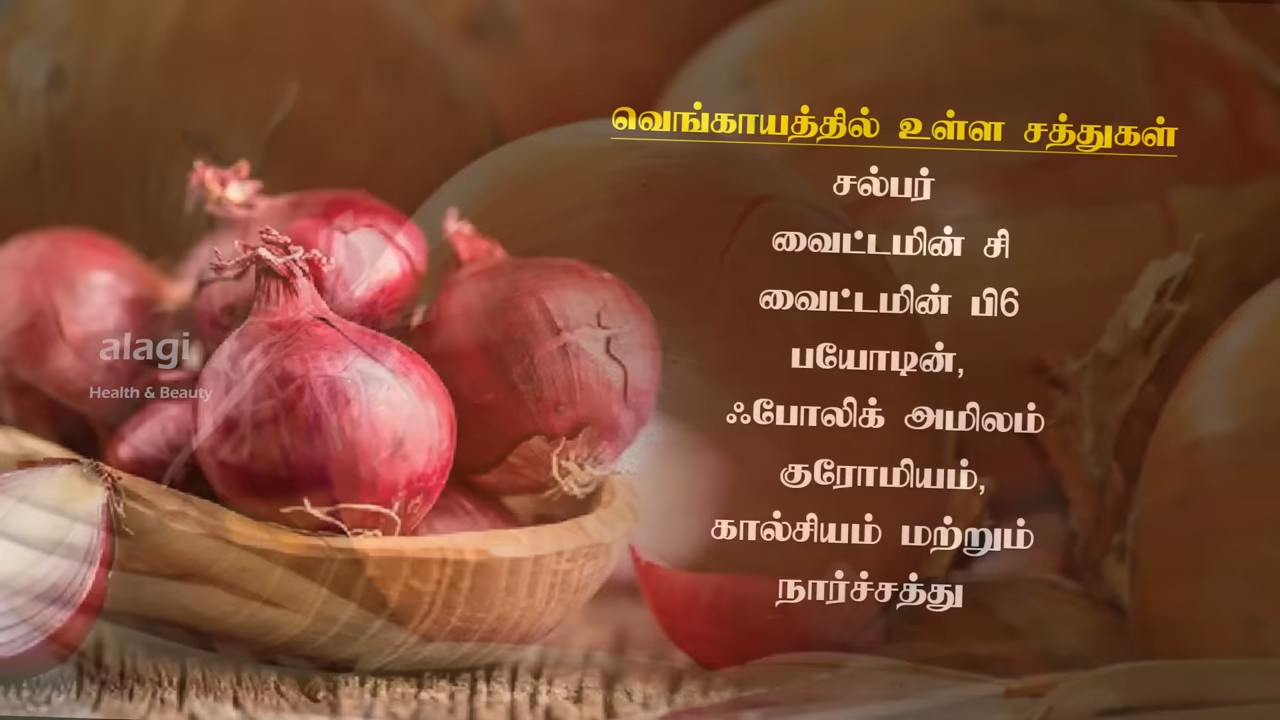 வெங்காயத்தில் உள்ள சத்துகள்
சல்பர்
வைட்டமின் சி
வைட்டமின் பி6
பயோடின்,
ஃபோலிக் அமிலம்
குரோமியம்,
கால்சியம் மற்றும்
நார்ச்சத்து
alagi
Health & Beauty